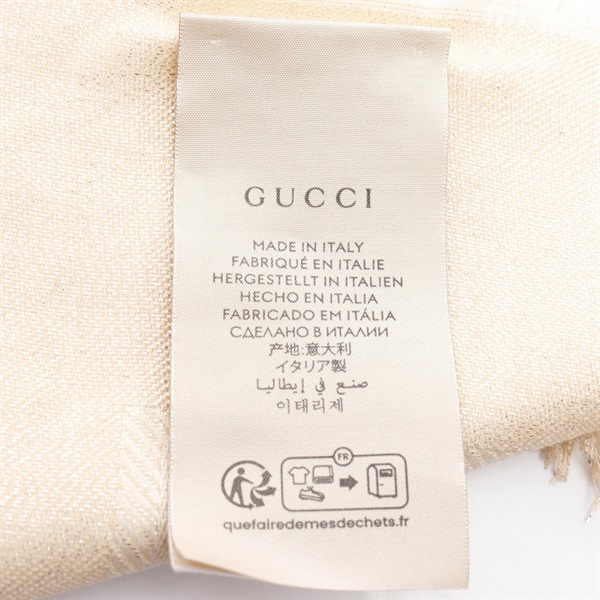 GUCCI
MADE IN ITALY
FABRIQUÉ EN ITALIE
HERGESTELLT IN ITALIEN
HECHO EN ITALIA
FABRICADO EM ITÁLIA
СДЕЛАНО В ИТАЛИИ
产地:意大利
イタリア製
صنع في إيطاليا
이태리제
FR
quefairedemesdechets.fr